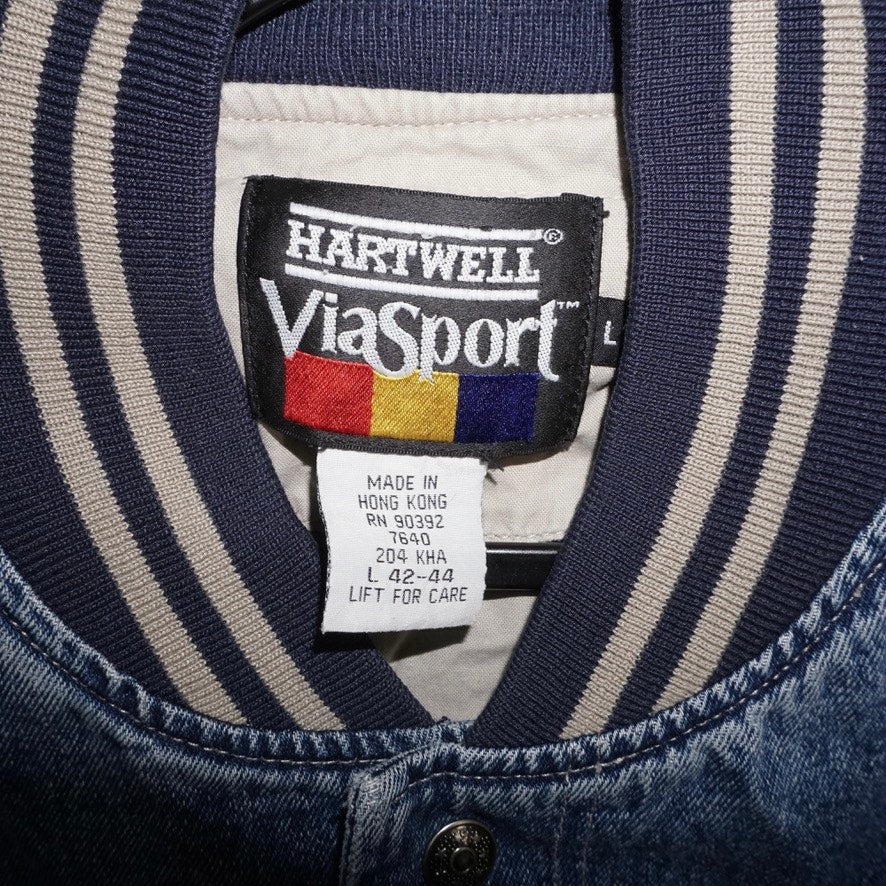 HARTWELL®
ViaSport™
L
MADE IN
HONG KONG
RN 90392
7640
204 KHA
L 42-44
LIFT FOR CARE